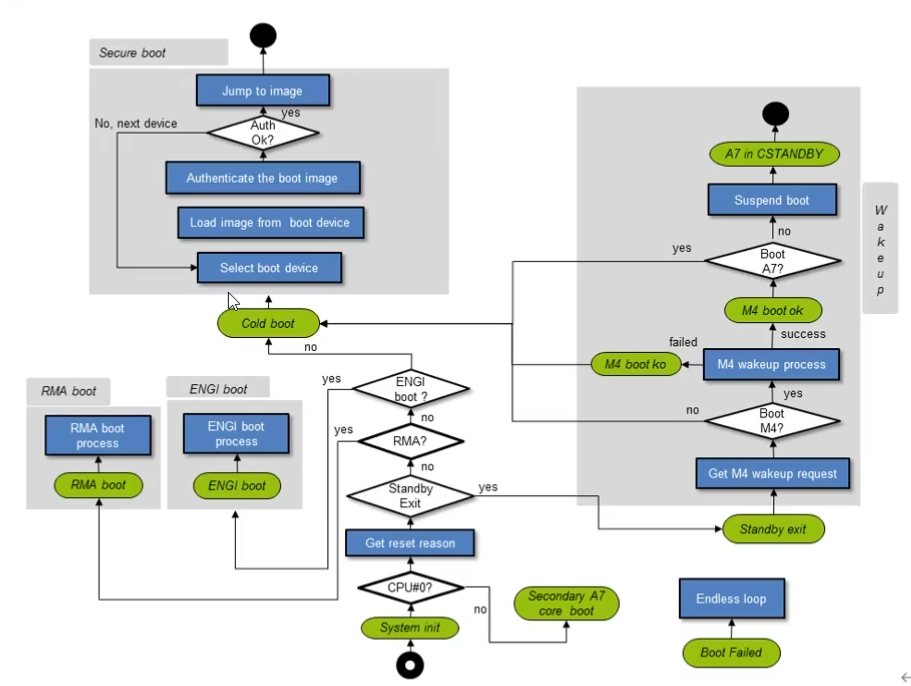 Secure boot
Jump to image
yes
No, next device
Auth
Ok?
Authenticate the boot image
Load image from boot device
Select boot device
Cold boot
no
RMA boot
RMA boot
process
RMA boot
ENGI boot
ENGI boot
process
ENGI boot
yes
ENGI
boot ?
no
yes
RMA?
no
Standby
Exit
yes
Get reset reason
CPU#0?
no
System init
Secondary A7
core boot
W
a
k
e
u
p
A7 in CSTANDBY
Suspend boot
no
yes
Boot
A7?
M4 boot ok
success
failed
M4 boot ko
M4 wakeup process
yes
no
Boot
M4?
Get M4 wakeup request
Standby exit
Endless loop
Boot Failed